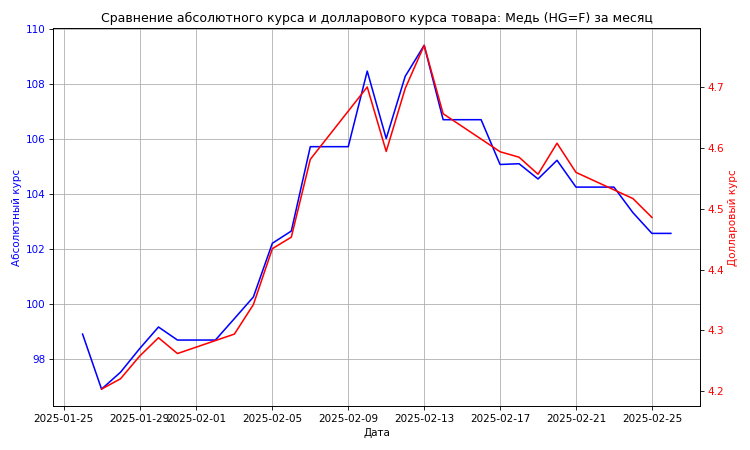 Сравнение абсолютного курса и долларового курса товара: Медь (HG=F) за месяц
Абсолютный курс
110
108
106
104
102
100
98
4.7
4.6
4.5
4.4
4.3
4.2
Долларовый курс
2025-01-25 2025-01-29 2025-02-01 2025-02-05 2025-02-09 2025-02-13 2025-02-17 2025-02-21 2025-02-25
Дата